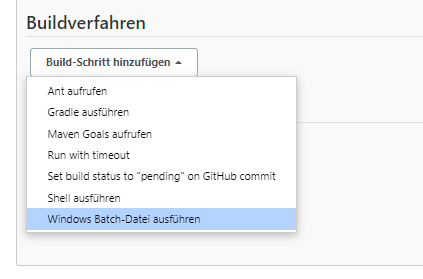 Buildverfahren
Build-Schritt hinzufügen
Ant aufrufen
Gradle ausführen
Maven Goals aufrufen
Run with timeout
Set build status to "pending" on GitHub commit
Shell ausführen
Windows Batch-Datei ausführen